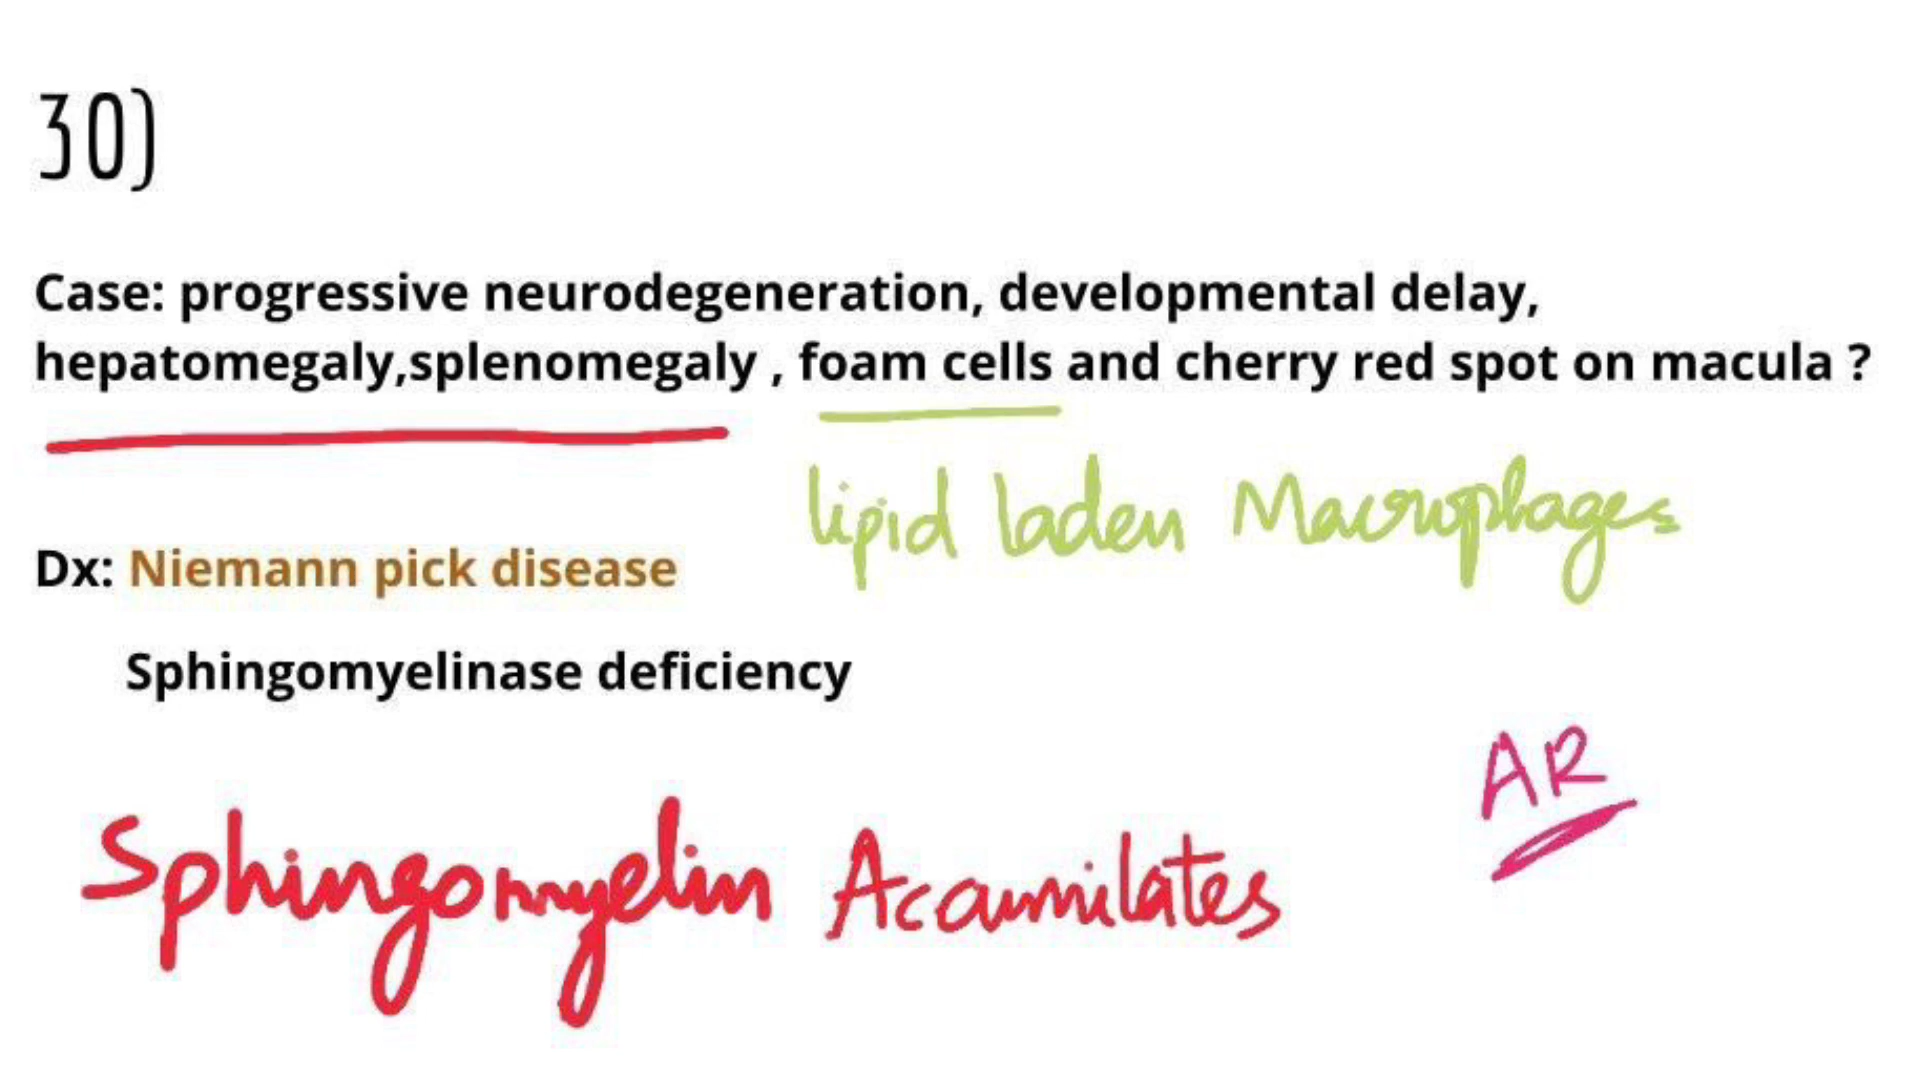 30)
Case: progressive neurodegeneration, developmental delay,
hepatomegaly,splenomegaly , foam cells and cherry red spot on macula ?
lipid laden Macrophages
Dx: Niemann pick disease
Sphingomyelinase deficiency
AR
Sphingomyelin Accumilates